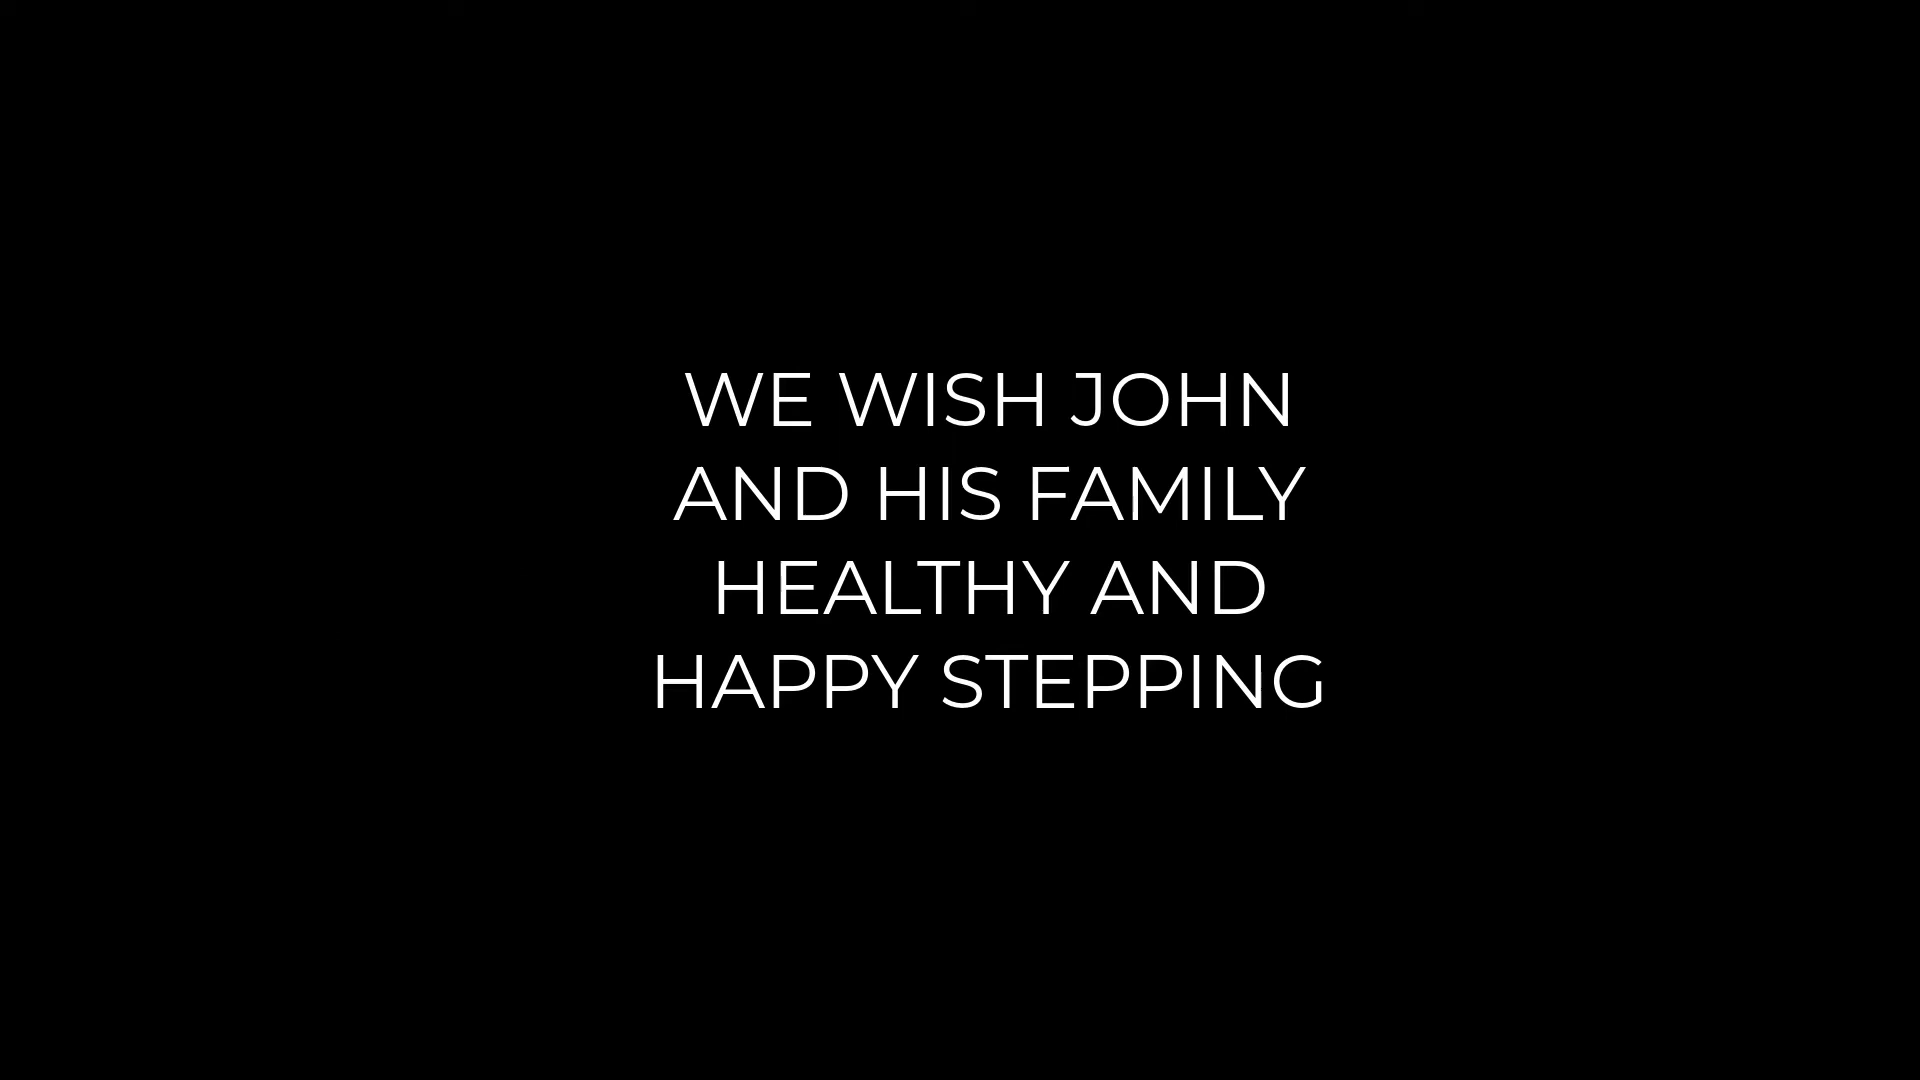 WE WISH JOHN
AND HIS FAMILY
HEALTHY AND
HAPPY STEPPING